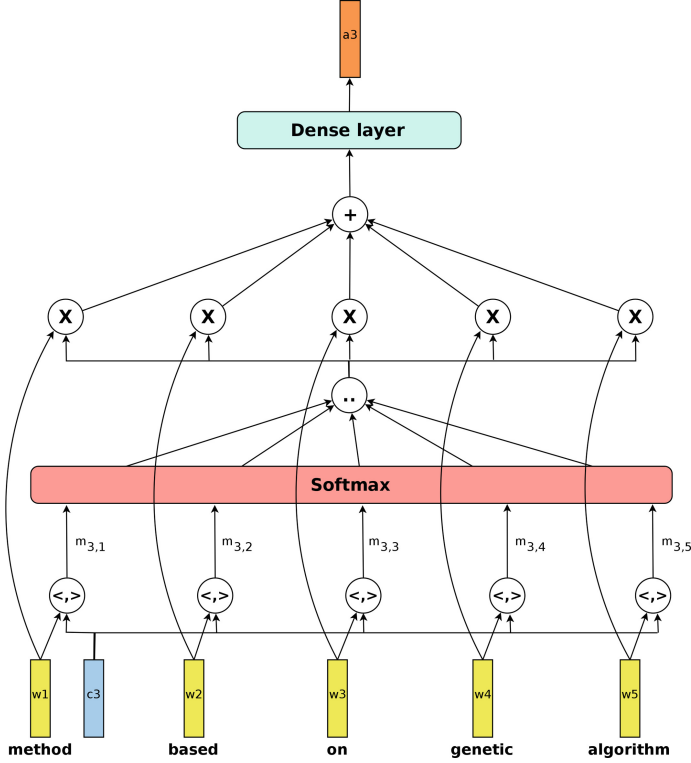 a3
Dense layer
+
X X X X X
..
Softmax
m3,1 m3,2 m3,3 m3,4 m3,5
<,> <,> <,> <,> <,>
w1 c3 w2 w3 w4 w5
method based on genetic algorithm